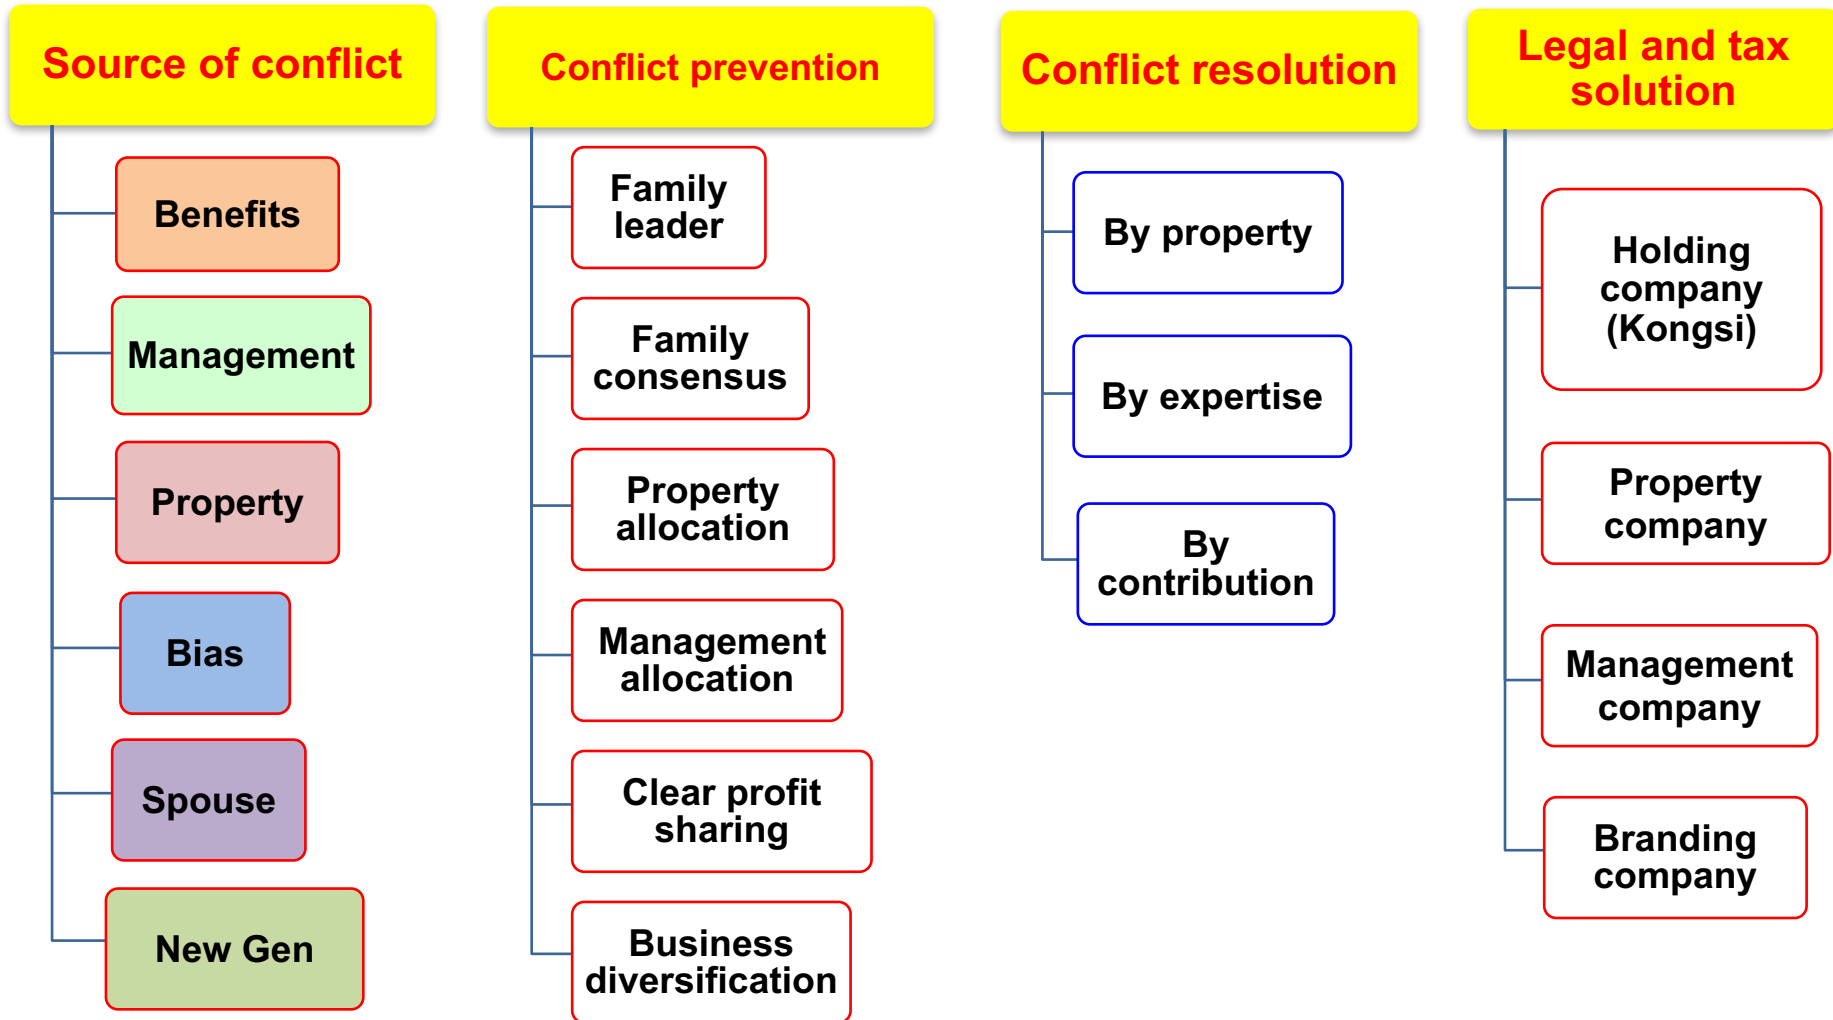 Source of conflict
Benefits
Management
Property
Bias
Spouse
New Gen
Conflict prevention
Family
leader
Family
consensus
Property
allocation
Management
allocation
Clear profit
sharing
Business
diversification
Conflict resolution
By property
By expertise
By
contribution
Legal and tax
solution
Holding
company
(Kongsi)
Property
company
Management
company
Branding
company